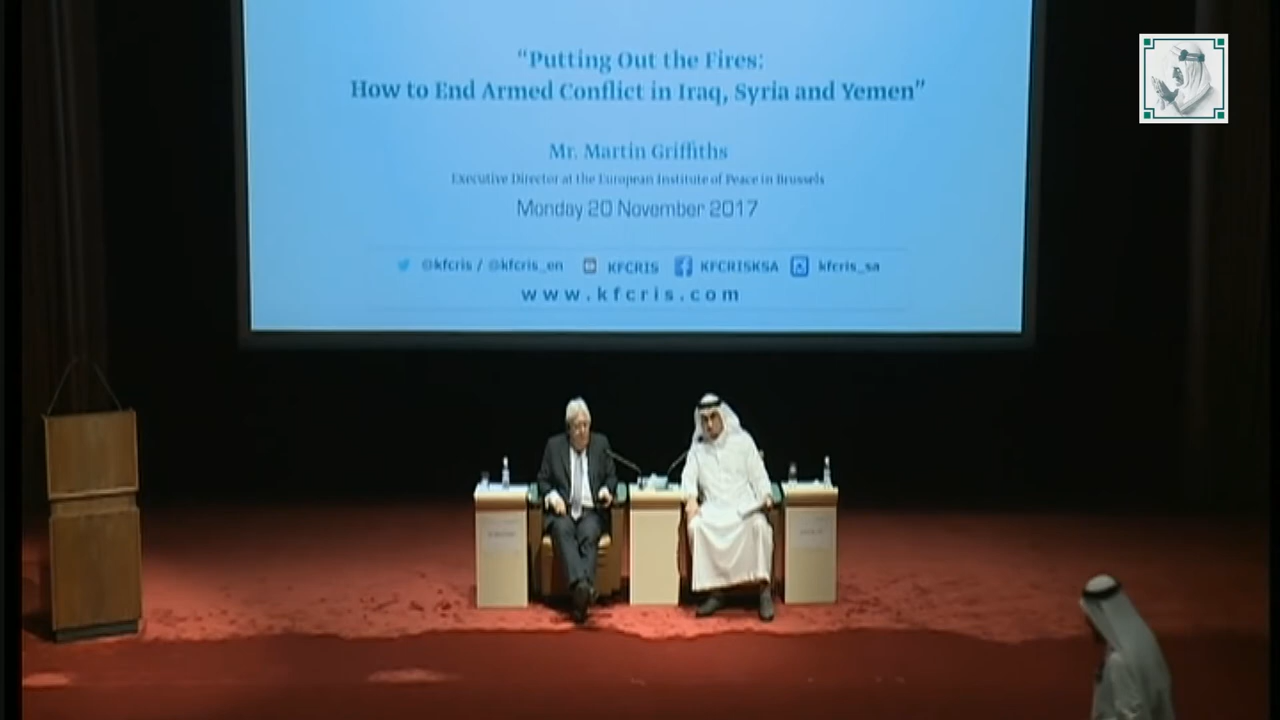 “Putting Out the Fires:
How to End Armed Conflict in Iraq, Syria and Yemen”
Mr. Martin Griffiths
Executive Director at the European Institute of Peace in Brussels
Monday 20 November 2017
@kfcris / @kfcris_en KFCRIS KFCRISKSA kfcris_sa
www.kfcris.com